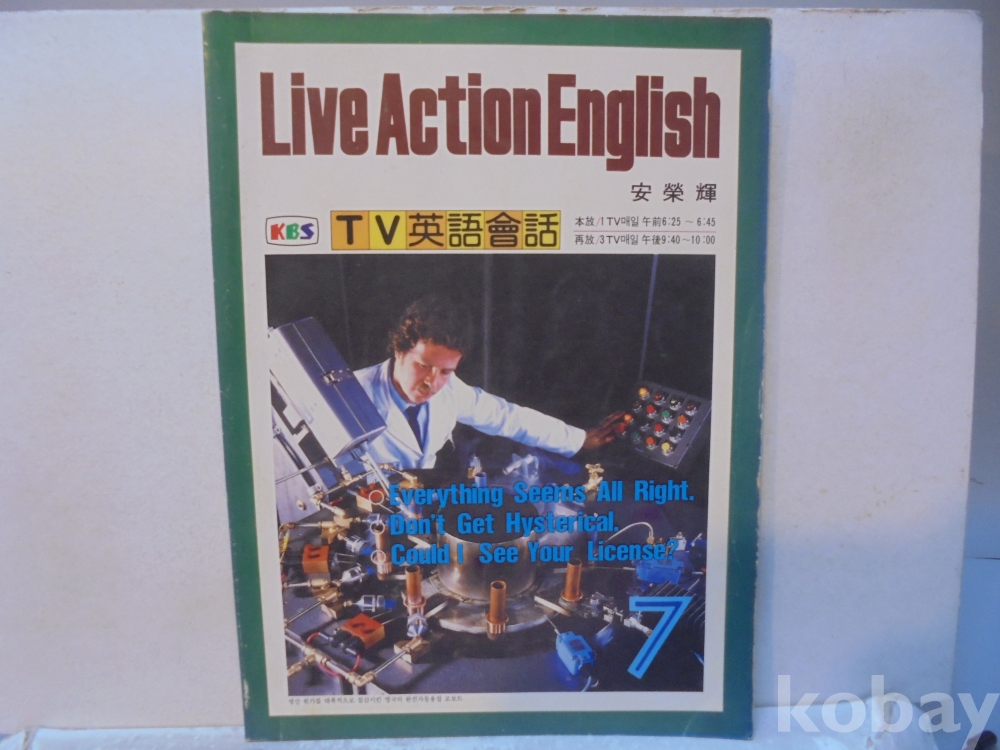 Live Action English
安榮輝
KBS
TV英語會話
本放/1TV매일 午前6:25 ~ 6:45
再放/3TV매일 午後9:40~10:00
Everything Seems All Right.
Don't Get Hysterical.
Could I See Your License?
7
kobay